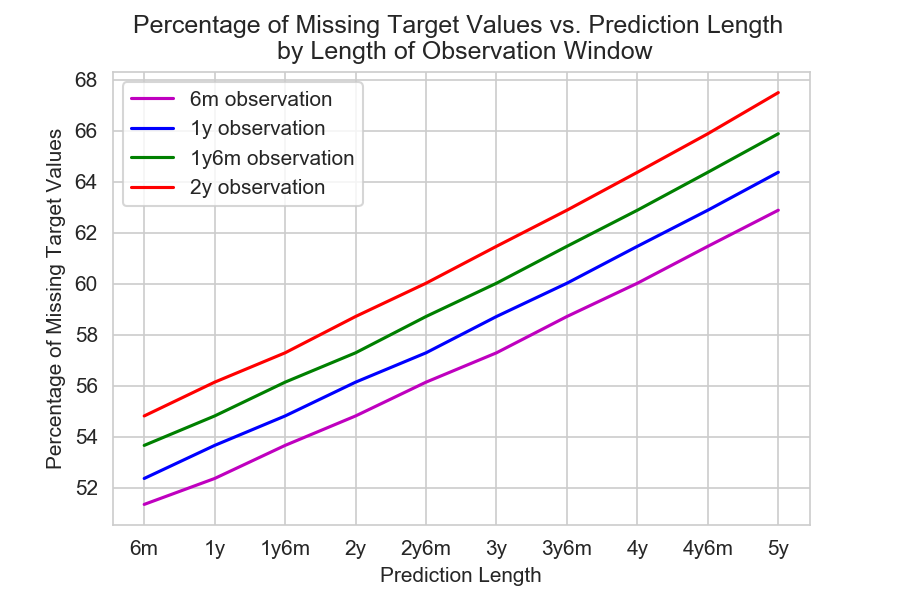 Percentage of Missing Target Values vs. Prediction Length
by Length of Observation Window
Percentage of Missing Target Values
68
66
64
62
60
58
56
54
52
6m observation
1y observation
1y6m observation
2y observation
6m 1y 1y6m 2y 2y6m 3y 3y6m 4y 4y6m 5y
Prediction Length